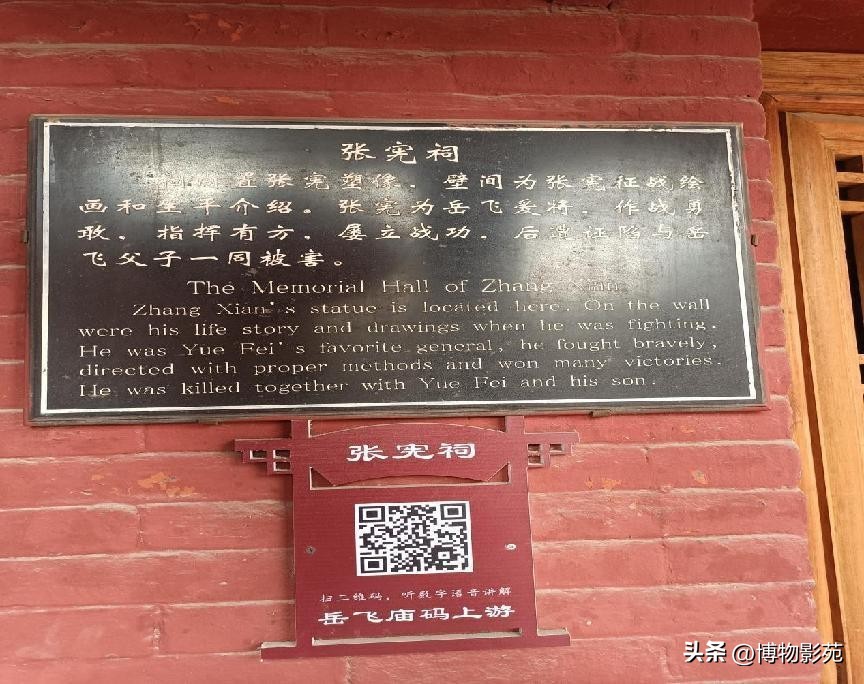 张宪祠
置张宪塑像，壁间为张宪征战绘
画和生平介绍。张宪为岳飞爱将，作战勇
敢，指挥有方，屡立战功，后遭诬陷与岳
飞父子一同被害。
The Memorial Hall of Zhang Xian
Zhang Xian's statue is located here. On the wall
were his life story and drawings when he was fighting.
He was Yue Fei's favorite general, he fought bravely,
directed with proper methods and won many victories.
He was killed together with Yue Fei and his son.
张宪祠
扫二维码，听数字语音讲解
岳飞庙码上游
头条 @博物影苑